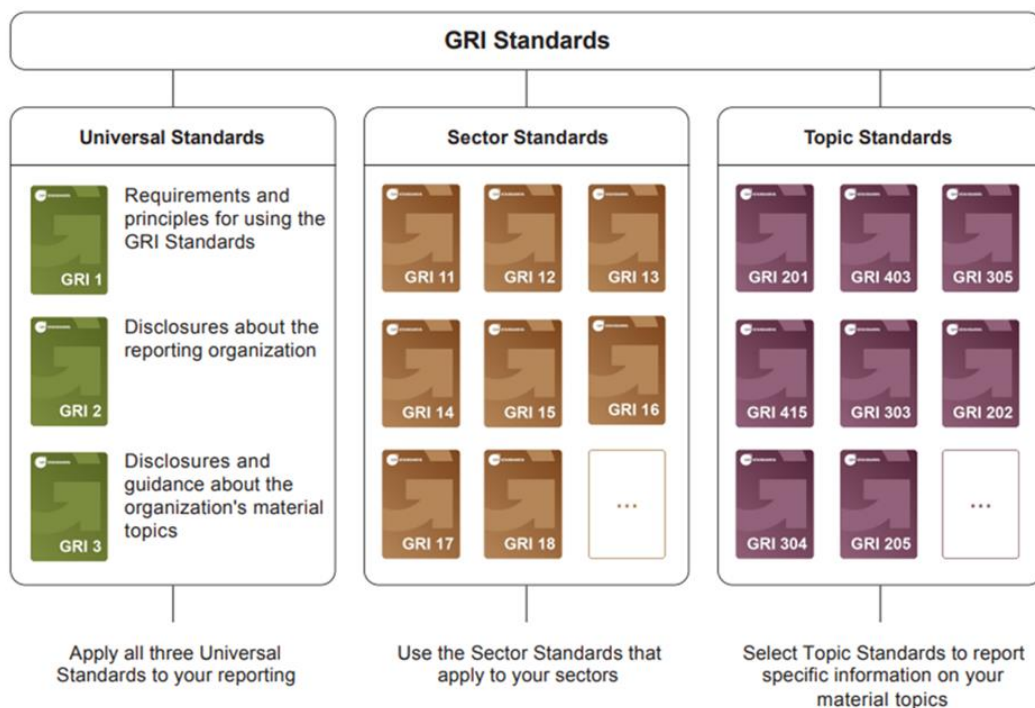 GRI Standards
Universal Standards
GRI 1
Requirements and
principles for using the
GRI Standards
GRI 2
Disclosures about the
reporting organization
GRI 3
Disclosures and
guidance about the
organization's material
topics
Apply all three Universal
Standards to your reporting
Sector Standards
GRI 11
GRI 12
GRI 13
GRI 14
GRI 15
GRI 16
GRI 17
GRI 18
...
Use the Sector Standards that
apply to your sectors
Topic Standards
GRI 201
GRI 403
GRI 305
GRI 415
GRI 303
GRI 202
GRI 304
GRI 205
...
Select Topic Standards to report
specific information on your
material topics